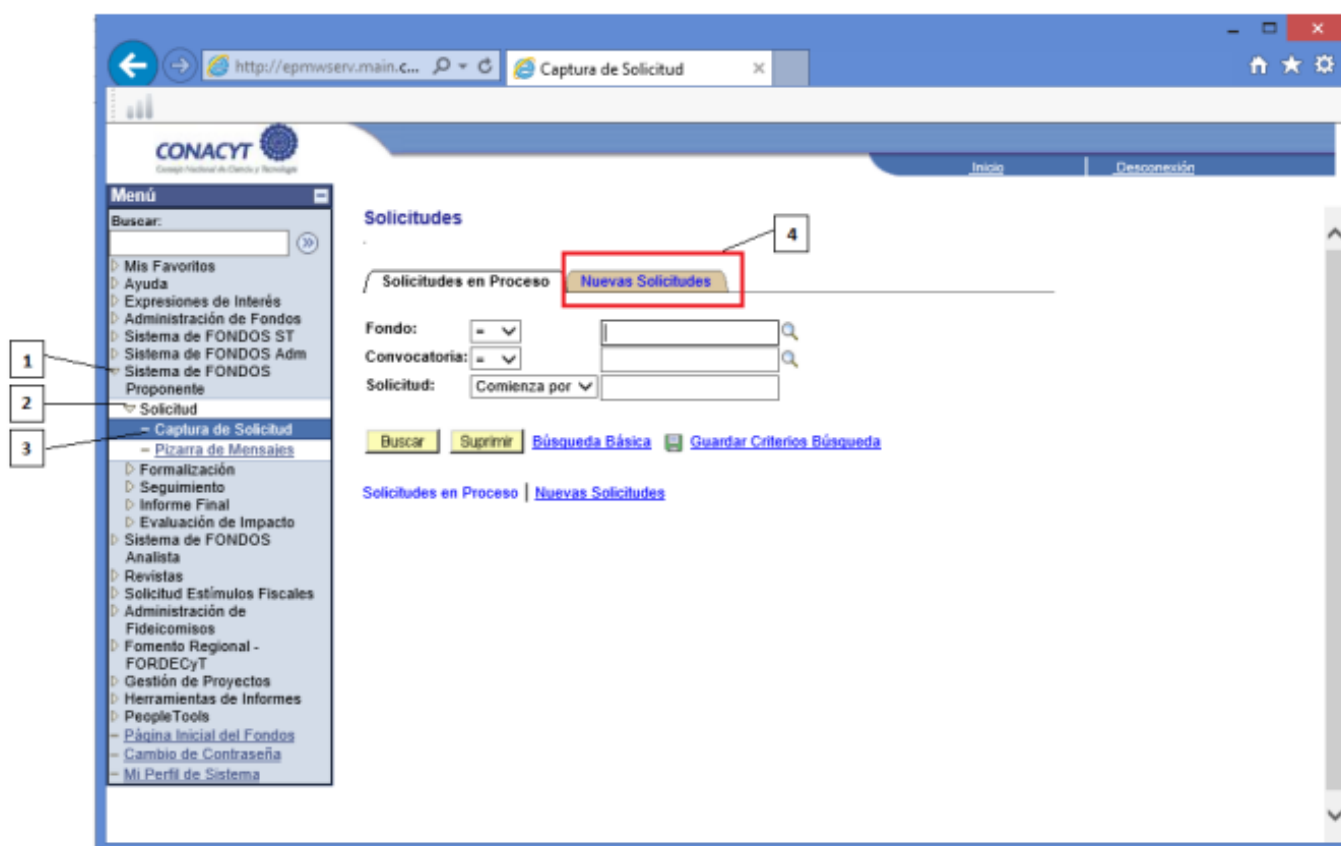 http://epmwserv.main.c...
Captura de Solicitud
CONACYT
Consejo Nacional de Ciencia y Tecnología
Inicio
Desconexión
Menú
Buscar:
Mis Favoritos
Ayuda
Expresiones de Interés
Administración de Fondos
Sistema de FONDOS ST
Sistema de FONDOS Adm
1
Sistema de FONDOS
Proponente
2
Solicitud
Captura de Solicitud
3
Pizarra de Mensajes
Formalización
Seguimiento
Informe Final
Evaluación de Impacto
Sistema de FONDOS
Analista
Revistas
Solicitud Estímulos Fiscales
Administración de
Fideicomisos
Fomento Regional -
FORDECyT
Gestión de Proyectos
Herramientas de Informes
PeopleTools
Página Inicial del Fondos
Cambio de Contraseña
Mi Perfil de Sistema
Solicitudes
4
Solicitudes en Proceso Nuevas Solicitudes
Fondo: =
Convocatoria: =
Solicitud: Comienza por
Buscar Suprimir Búsqueda Básica Guardar Criterios Búsqueda
Solicitudes en Proceso | Nuevas Solicitudes